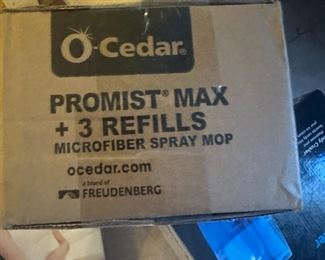 O-Cedar®
PROMIST® MAX
+ 3 REFILLS
MICROFIBER SPRAY MOP
ocedar.com
a brand of
FREUDENBERG